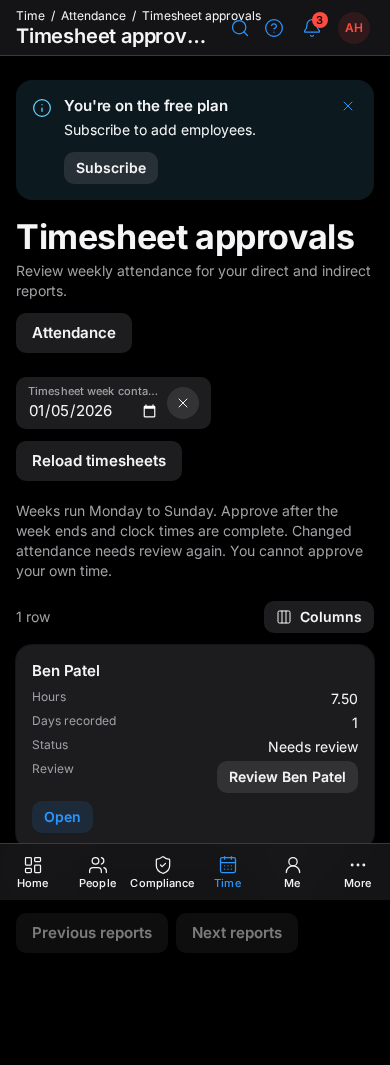 Time / Attendance / Timesheet approvals
Timesheet approv...
3
AH
You're on the free plan
Subscribe to add employees.
Subscribe
Timesheet approvals
Review weekly attendance for your direct and indirect
reports.
Attendance
Timesheet week conta...
01/05/2026
Reload timesheets
Weeks run Monday to Sunday. Approve after the
week ends and clock times are complete. Changed
attendance needs review again. You cannot approve
your own time.
1 row
Columns
Ben Patel
Hours 7.50
Days recorded 1
Status Needs review
Review Review Ben Patel
Open
Home People Compliance Time Me More
Previous reports Next reports